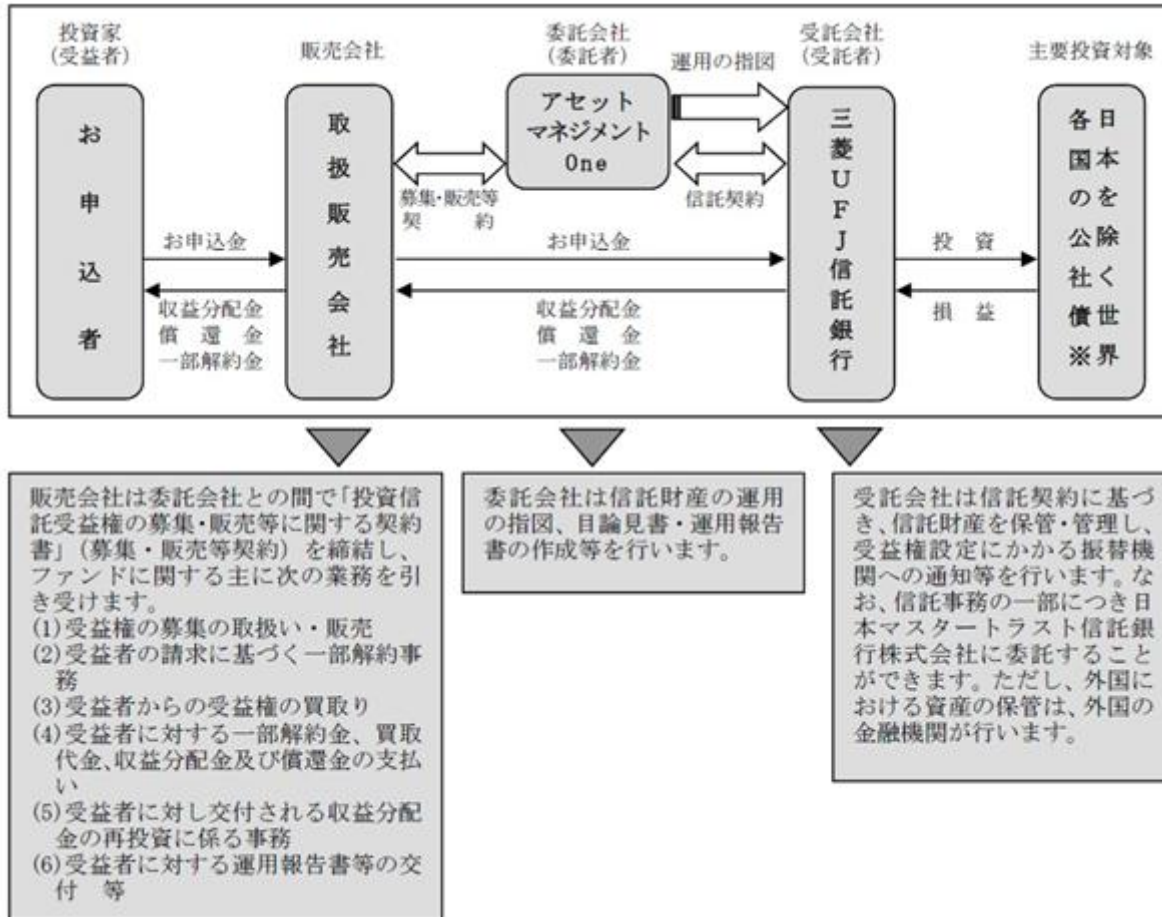 投資家
(受益者)
販売会社
委託会社
(委託者)
受託会社
(受託者)
主要投資対象
運用の指図
お申込者
取扱販売会社
アセット
マネジメント
One
三菱UFJ信託銀行
日本を除く世界
各国の公社債※
募集・販売等
契 約
信託契約
お申込金
収益分配金
償 還 金
一部解約金
お申込金
収益分配金
償 還 金
一部解約金
投 資
損 益
販売会社は委託会社との間で「投資信
託受益権の募集・販売等に関する契約
書」（募集・販売等契約）を締結し、
ファンドに関する主に次の業務を引
き受けます。
(1)受益権の募集の取扱い・販売
(2)受益者の請求に基づく一部解約事
務
(3)受益者からの受益権の買取り
(4)受益者に対する一部解約金、買取
代金、収益分配金及び償還金の支払
い
(5)受益者に対し交付される収益分配
金の再投資に係る事務
(6)受益者に対する運用報告書等の交
付 等
委託会社は信託財産の運用
の指図、目論見書・運用報告
書の作成等を行います。
受託会社は信託契約に基づ
き、信託財産を保管・管理し、
受益権設定にかかる振替機
関への通知等を行います。な
お、信託事務の一部につき日
本マスタートラスト信託銀
行株式会社に委託すること
ができます。ただし、外国に
おける資産の保管は、外国の
金融機関が行います。